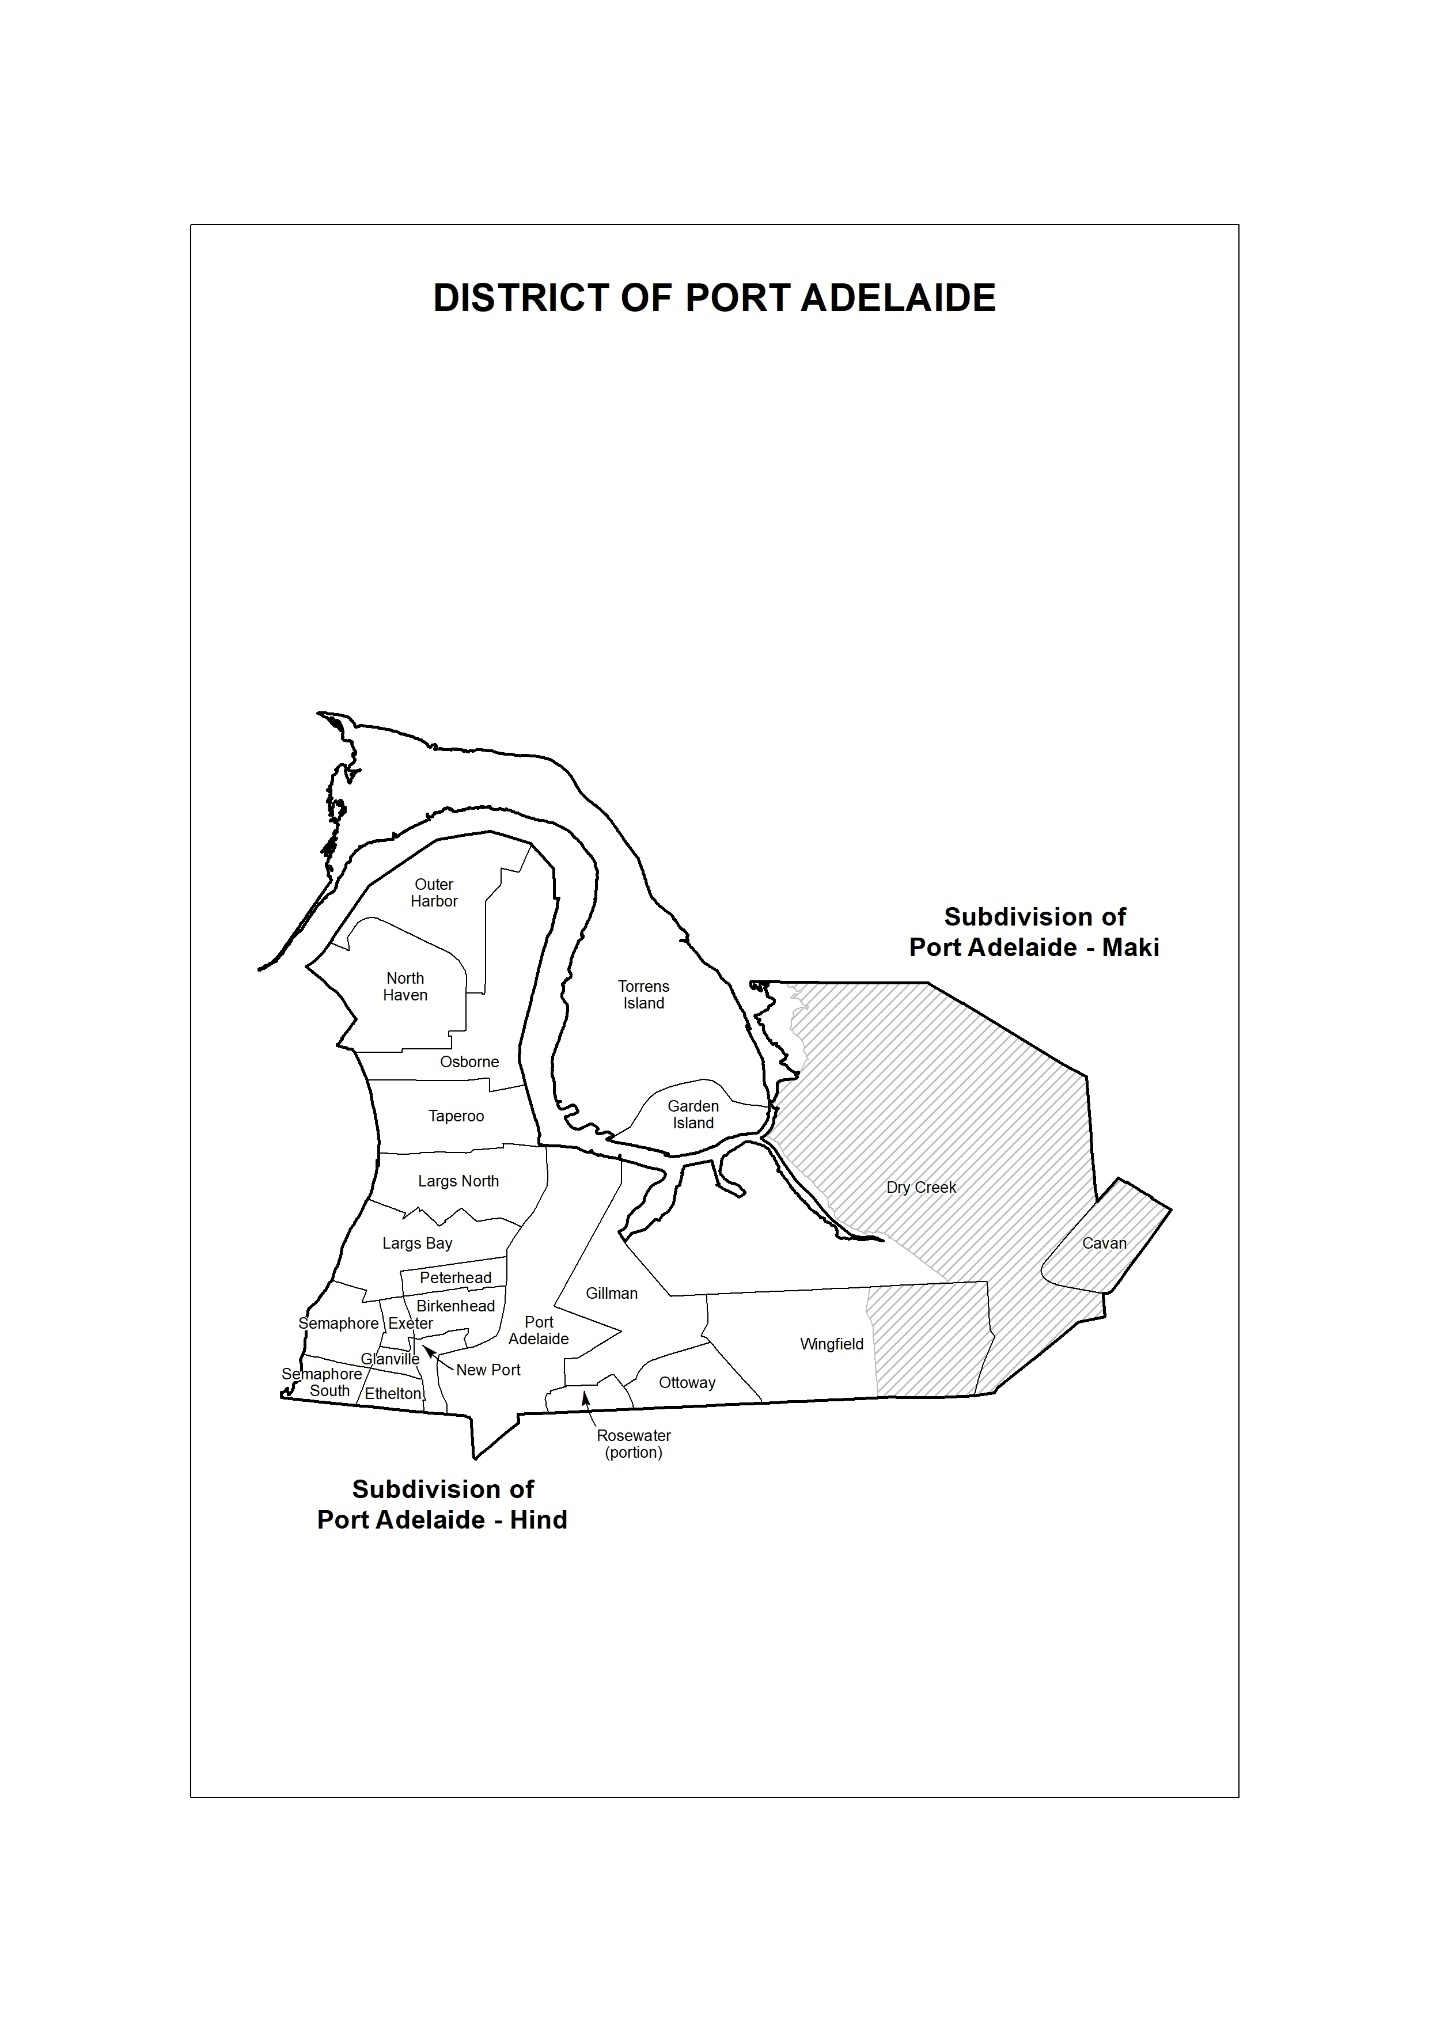 DISTRICT OF PORT ADELAIDE
Outer
Harbor
Subdivision of
Port Adelaide - Maki
North
Haven
Torrens
Island
Osborne
Garden
Island
Taperoo
Largs North
Dry Creek
Largs Bay
Cavan
Peterhead
Gillman
Birkenhead
Semaphore
Exeter
Port
Adelaide
Wingfield
Glanville
New Port
Semaphore
South
Ethelton
Ottoway
Rosewater
(portion)
Subdivision of
Port Adelaide - Hind